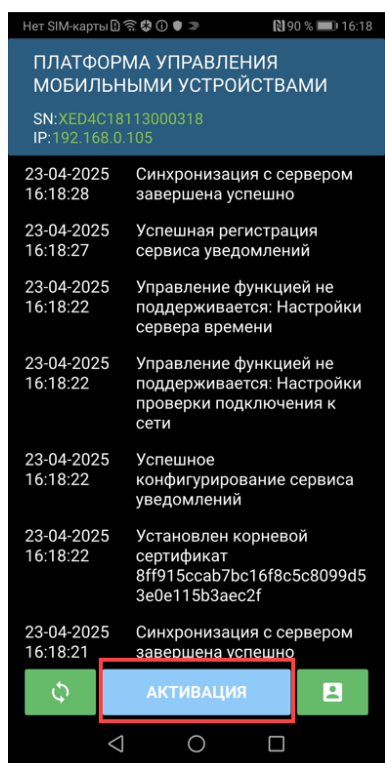 Нет SIM-карты 90 % 16:18
ПЛАТФОРМА УПРАВЛЕНИЯ
МОБИЛЬНЫМИ УСТРОЙСТВАМИ
SN:XED4C18113000318
IP:192.168.0.105
23-04-2025 Синхронизация с сервером
16:18:28 завершена успешно
23-04-2025 Успешная регистрация
16:18:27 сервиса уведомлений
23-04-2025 Управление функцией не
16:18:22 поддерживается: Настройки
сервера времени
23-04-2025 Управление функцией не
16:18:22 поддерживается: Настройки
проверки подключения к
сети
23-04-2025 Успешное
16:18:22 конфигурирование сервиса
уведомлений
23-04-2025 Установлен корневой
16:18:22 сертификат
8ff915ccab7bc16f8c5c8099d5
3e0e115b3aec2f
23-04-2025 Синхронизация с сервером
16:18:21 завершена успешно
АКТИВАЦИЯ